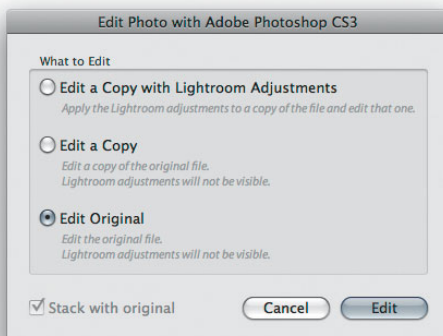 Edit Photo with Adobe Photoshop CS3
What to Edit
Edit a Copy with Lightroom Adjustments
Apply the Lightroom adjustments to a copy of the file and edit that one.
Edit a Copy
Edit a copy of the original file.
Lightroom adjustments will not be visible.
Edit Original
Edit the original file.
Lightroom adjustments will not be visible.
Stack with original
Cancel
Edit